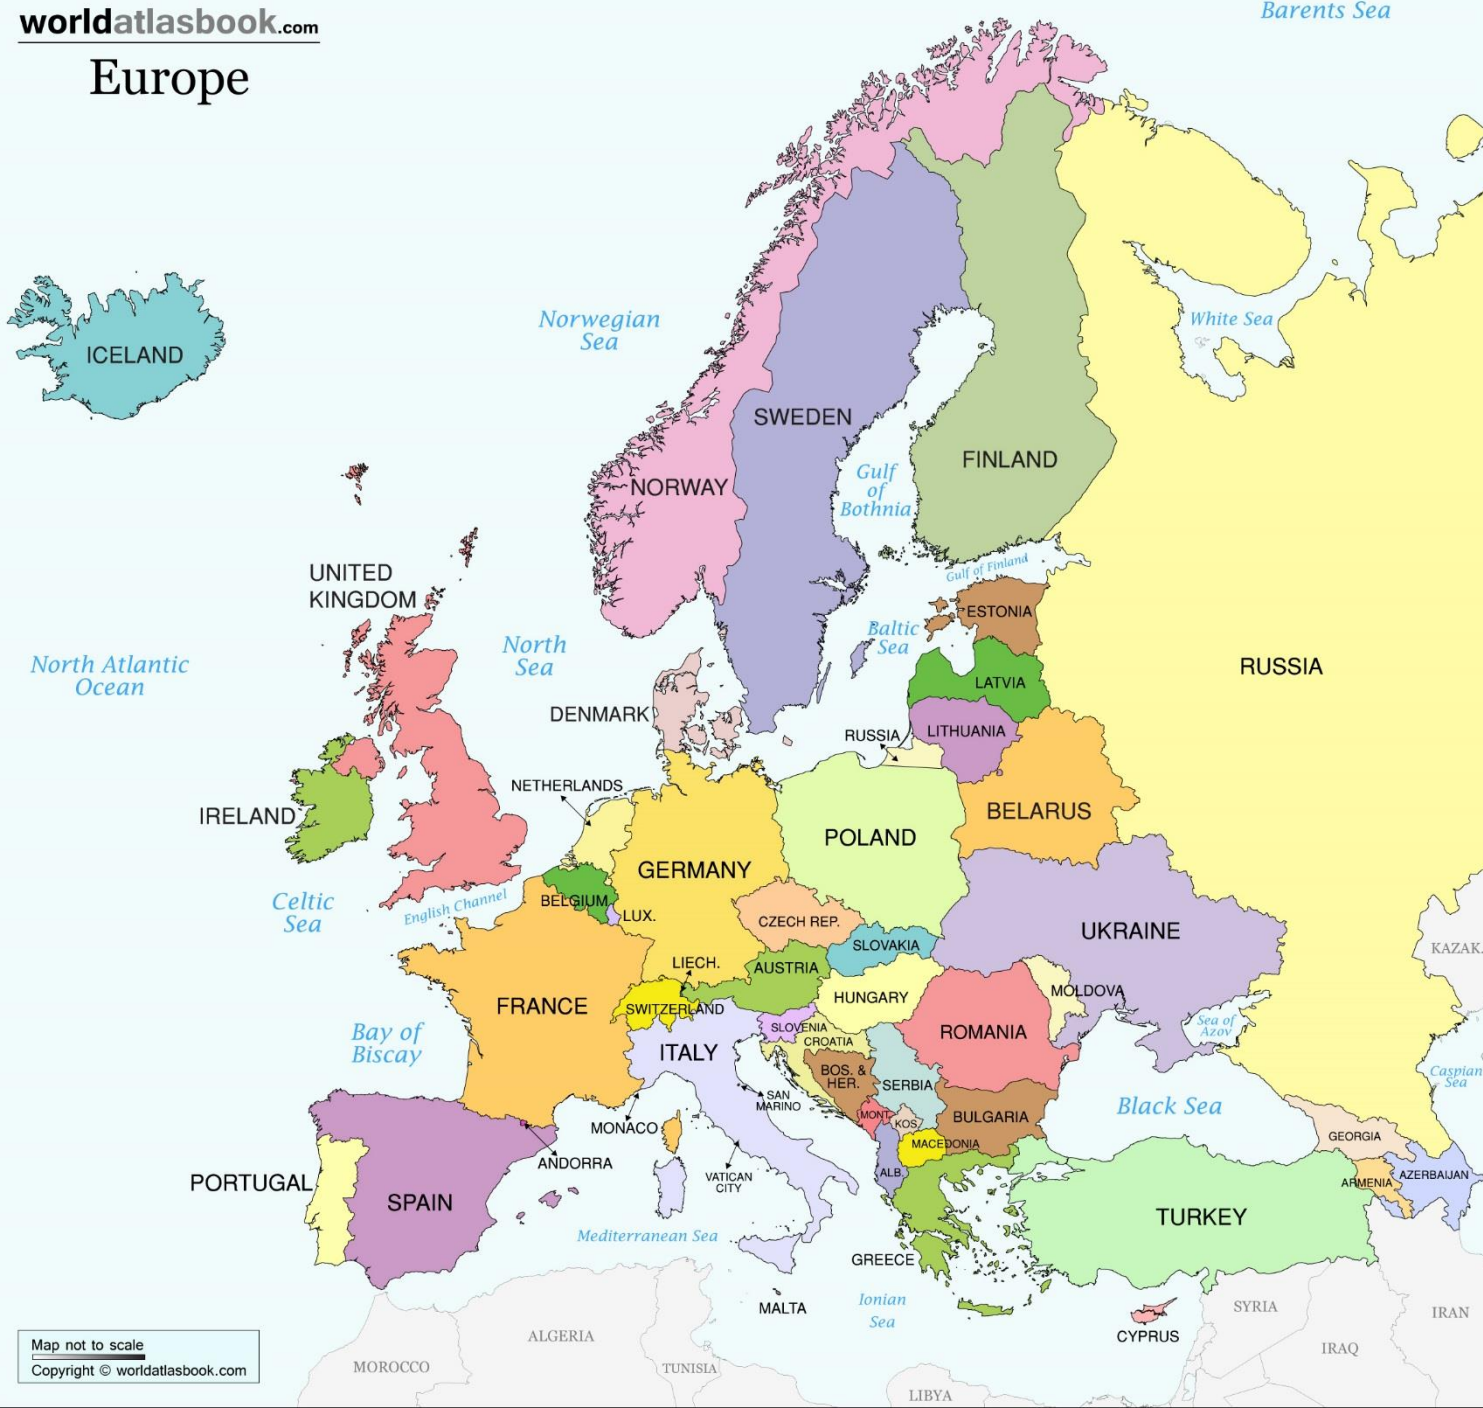 worldatlasbook.com
Europe
Barents Sea
ICELAND
Norwegian
Sea
White Sea
SWEDEN
FINLAND
NORWAY
Gulf
of
Bothnia
UNITED
KINGDOM
Gulf of Finland
ESTONIA
North Atlantic
Ocean
North
Sea
Baltic
Sea
RUSSIA
LATVIA
DENMARK
RUSSIA
LITHUANIA
NETHERLANDS
IRELAND
BELARUS
POLAND
GERMANY
Celtic
Sea
English Channel
BELGIUM
LUX.
CZECH REP.
UKRAINE
SLOVAKIA
KAZAK.
LIECH.
AUSTRIA
MOLDOVA
HUNGARY
FRANCE
SWITZERLAND
Bay of
Biscay
SLOVENIA
CROATIA
ROMANIA
Sea of
Azov
ITALY
BOS. &
HER.
SERBIA
Caspian
Sea
SAN
MARINO
MONT.
KOS.
BULGARIA
Black Sea
MONACO
MACEDONIA
GEORGIA
ANDORRA
PORTUGAL
VATICAN
CITY
ALB.
ARMENIA
AZERBAIJAN
SPAIN
TURKEY
Mediterranean Sea
GREECE
MALTA
Ionian
Sea
CYPRUS
SYRIA
IRAN
ALGERIA
IRAQ
MOROCCO
TUNISIA
LIBYA
Map not to scale
Copyright © worldatlasbook.com